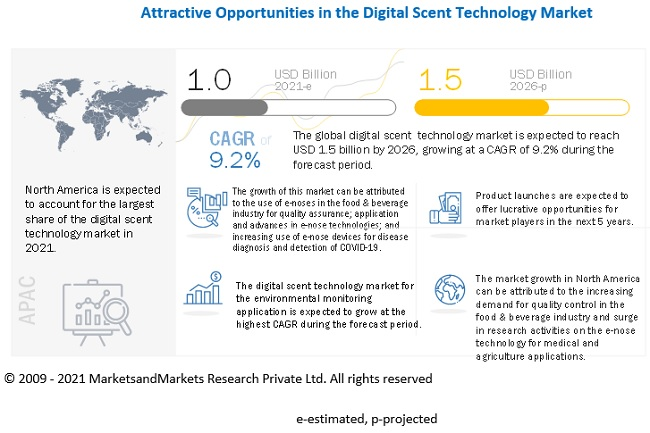 Attractive Opportunities in the Digital Scent Technology Market
1.0
USD Billion
2021-e
1.5
USD Billion
2026-p
CAGR of
9.2%
The global digital scent technology market is expected to reach
USD 1.5 billion by 2026, growing at a CAGR of 9.2% during the
forecast period.
North America is expected
to account for the largest
share of the digital scent
technology market in
2021.
APAC
The growth of this market can be attributed
to the use of e-noses in the food & beverage
industry for quality assurance; application
and advances in e-nose technologies; and
increasing use of e-nose devices for disease
diagnosis and detection of COVID-19.
Product launches are expected to
offer lucrative opportunities for
market players in the next 5 years.
The digital scent technology market for
the environmental monitoring
application is expected to grow at the
highest CAGR during the forecast period.
The market growth in North America
can be attributed to the increasing
demand for quality control in the
food & beverage industry and surge
in research activities on the e-nose
technology for medical and
agriculture applications.
© 2009 - 2021 MarketsandMarkets Research Private Ltd. All rights reserved
e-estimated, p-projected